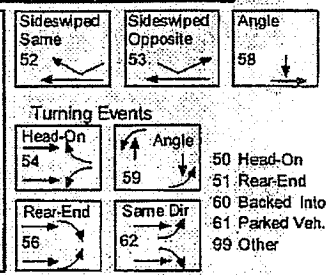 Sideswiped
Same
52
Sideswiped
Opposite
53
Angle
58
Turning Events
Head-On
54
Angle
59
Rear-End
56
Same Dir
62
50 Head-On
51 Rear-End
60 Backed Into
61 Parked Veh.
99 Other